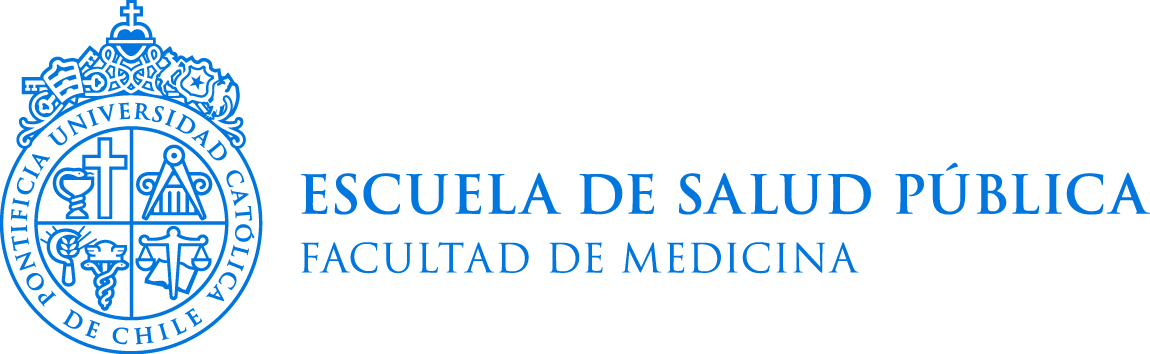 PONTIFICIA UNIVERSIDAD CATÓLICA DE CHILE
ESCUELA DE SALUD PÚBLICA
FACULTAD DE MEDICINA